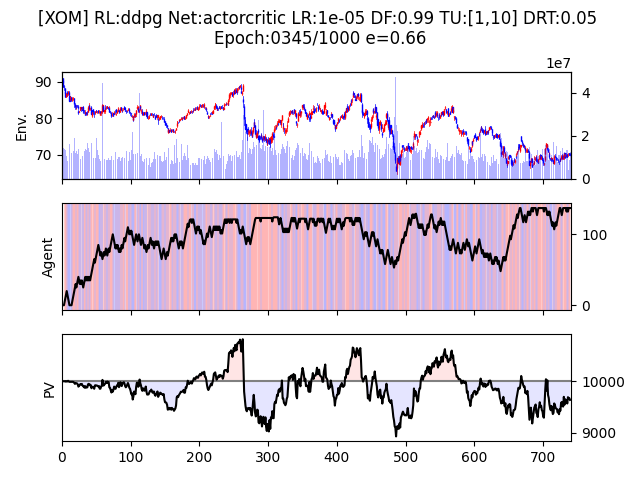 [XOM] RL:ddpg Net:actorcritic LR:1e-05 DF:0.99 TU:[1,10] DRT:0.05
Epoch:0345/1000 e=0.66
1e7
90
80
70
Env.
4
2
0
Agent
100
0
PV
10000
9000
0 100 200 300 400 500 600 700